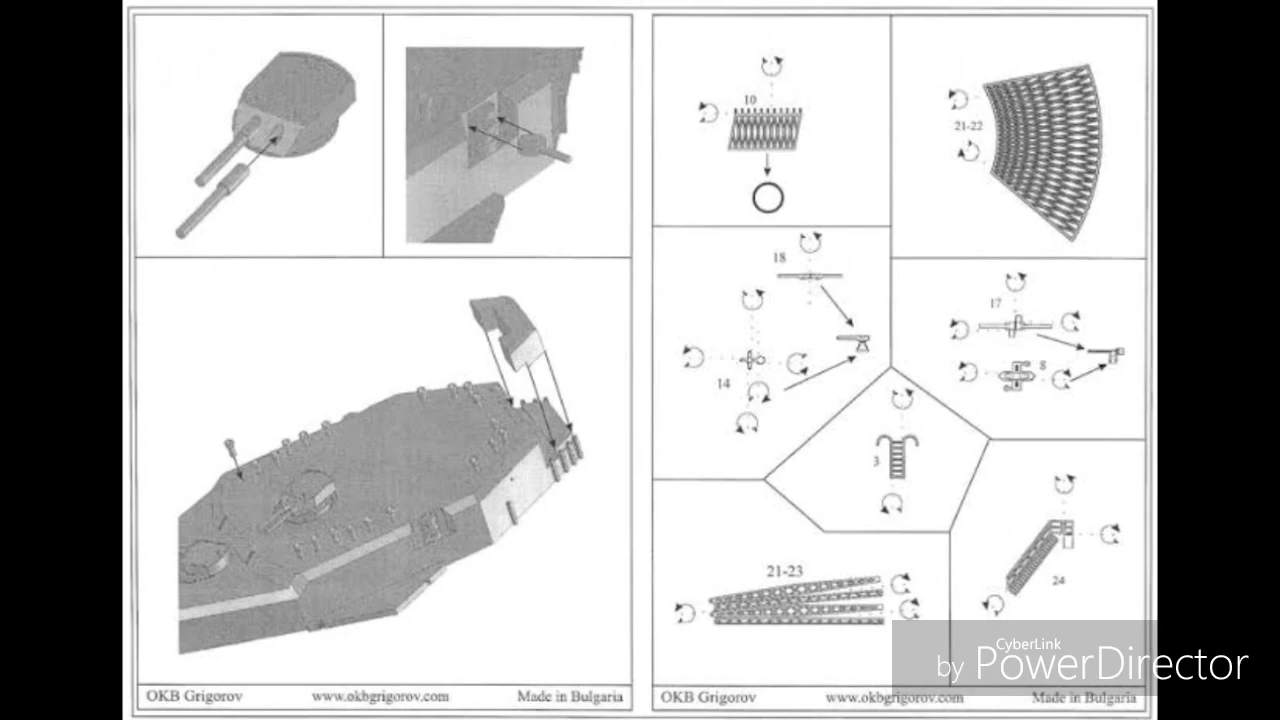 10
21-22
18
17
14
8
3
21-23
24
OKB Grigorov www.okbgrigorov.com Made in Bulgaria
OKB Grigorov www.okbgrigorov.com Made in Bulgaria
CyberLink
by PowerDirector